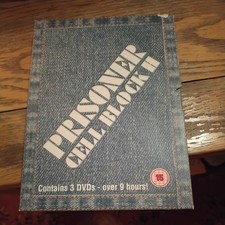 PRISONER
CELL BLOCK H
Contains 3 DVDs - over 9 hours!
15